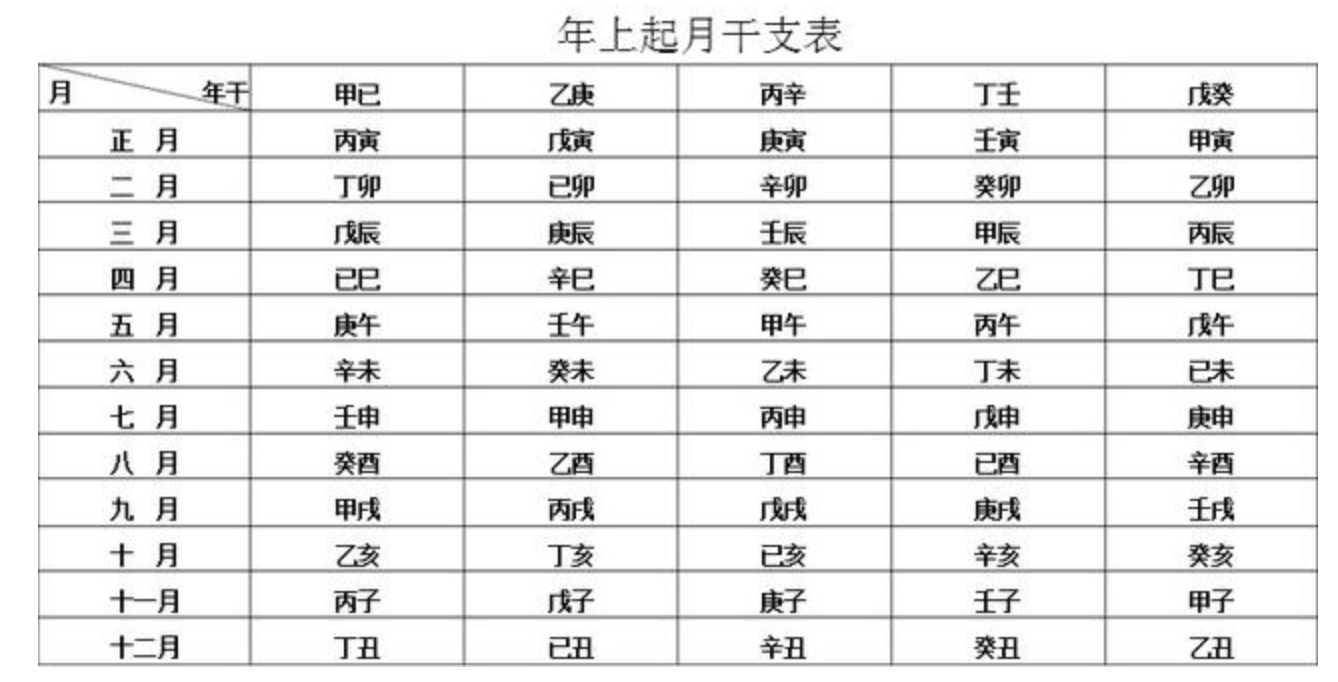 年上起月干支表
月 年干 甲已 乙庚 丙辛 丁壬 戊癸
正 月 丙寅 戊寅 庚寅 壬寅 甲寅
二 月 丁卯 已卯 辛卯 癸卯 乙卯
三 月 戊辰 庚辰 壬辰 甲辰 丙辰
四 月 已巳 辛巳 癸巳 乙巳 丁巳
五 月 庚午 壬午 甲午 丙午 戊午
六 月 辛未 癸未 乙未 丁未 已未
七 月 壬申 甲申 丙申 戊申 庚申
八 月 癸酉 乙酉 丁酉 已酉 辛酉
九 月 甲戌 丙戌 戊戌 庚戌 壬戌
十 月 乙亥 丁亥 已亥 辛亥 癸亥
十一月 丙子 戊子 庚子 壬子 甲子
十二月 丁丑 已丑 辛丑 癸丑 乙丑